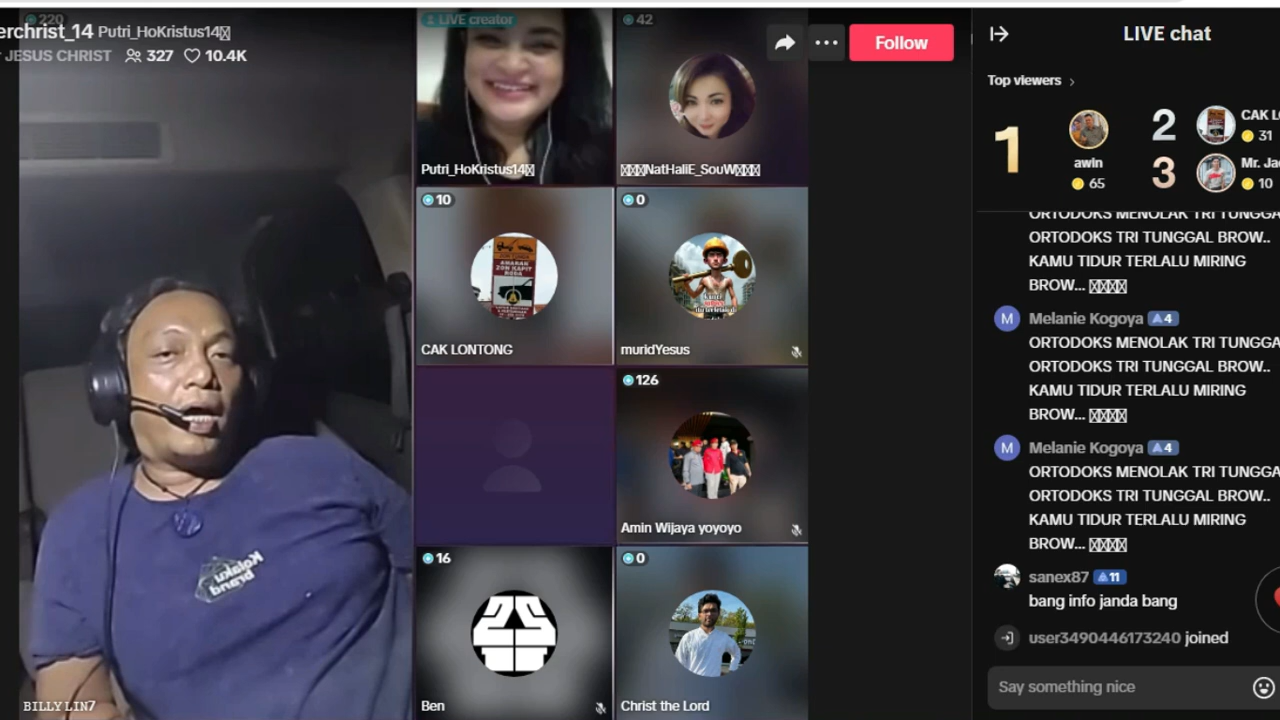 220
erchrist_14 Putri_HoKristus14
JESUS CHRIST 327 10.4K
LIVE creator
42
Follow
LIVE chat
Top viewers
1
awin
65
2
CAK L
31
3
Mr. Ja
10
Putri_HoKristus14
NatHaliE_SouW
10
0
AWARAN
CAK LONTONG
muridYesus
126
Amin Wijaya yoyoyo
16
0
Ben
Christ the Lord
Kolaku
brand
BILLY LIN7
ORTODOKS MENOLAK TRI TUNGGA
ORTODOKS TRI TUNGGAL BROW..
KAMU TIDUR TERLALU MIRING
BROW...
Melanie Kogoya 4
ORTODOKS MENOLAK TRI TUNGGA
ORTODOKS TRI TUNGGAL BROW..
KAMU TIDUR TERLALU MIRING
BROW...
Melanie Kogoya 4
ORTODOKS MENOLAK TRI TUNGGA
ORTODOKS TRI TUNGGAL BROW..
KAMU TIDUR TERLALU MIRING
BROW...
sanex87 11
bang info janda bang
user3490446173240 joined
Say something nice